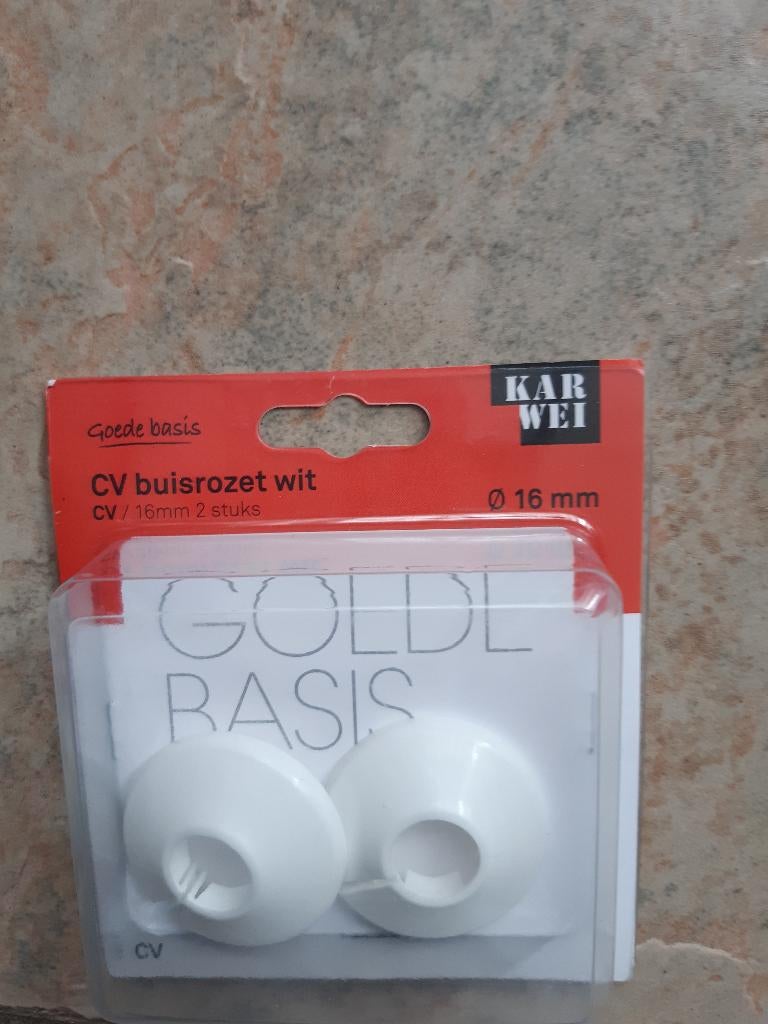 KAR
WEI
Goede basis
CV buisrozet wit
CV / 16mm 2 stuks
Ø 16 mm
GOEDE
BASIS
CV